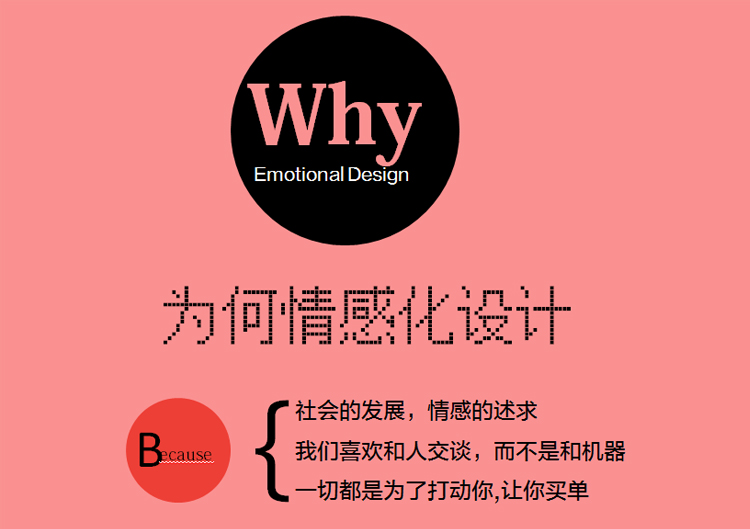 Why
Emotional Design
为何情感化设计
Because
社会的发展，情感的述求
我们喜欢和人交谈，而不是和机器
一切都是为了打动你,让你买单